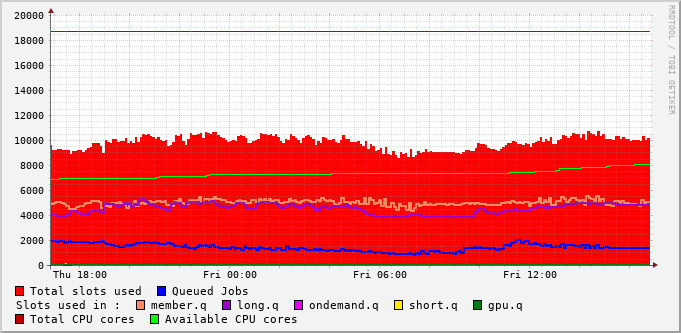 20000
18000
16000
14000
12000
10000
8000
6000
4000
2000
0
Thu 18:00 Fri 00:00 Fri 06:00 Fri 12:00
RRDTOOL / TOBI OETIKER
Total slots used Queued Jobs
Slots used in : member.q long.q ondemand.q short.q gpu.q
Total CPU cores Available CPU cores